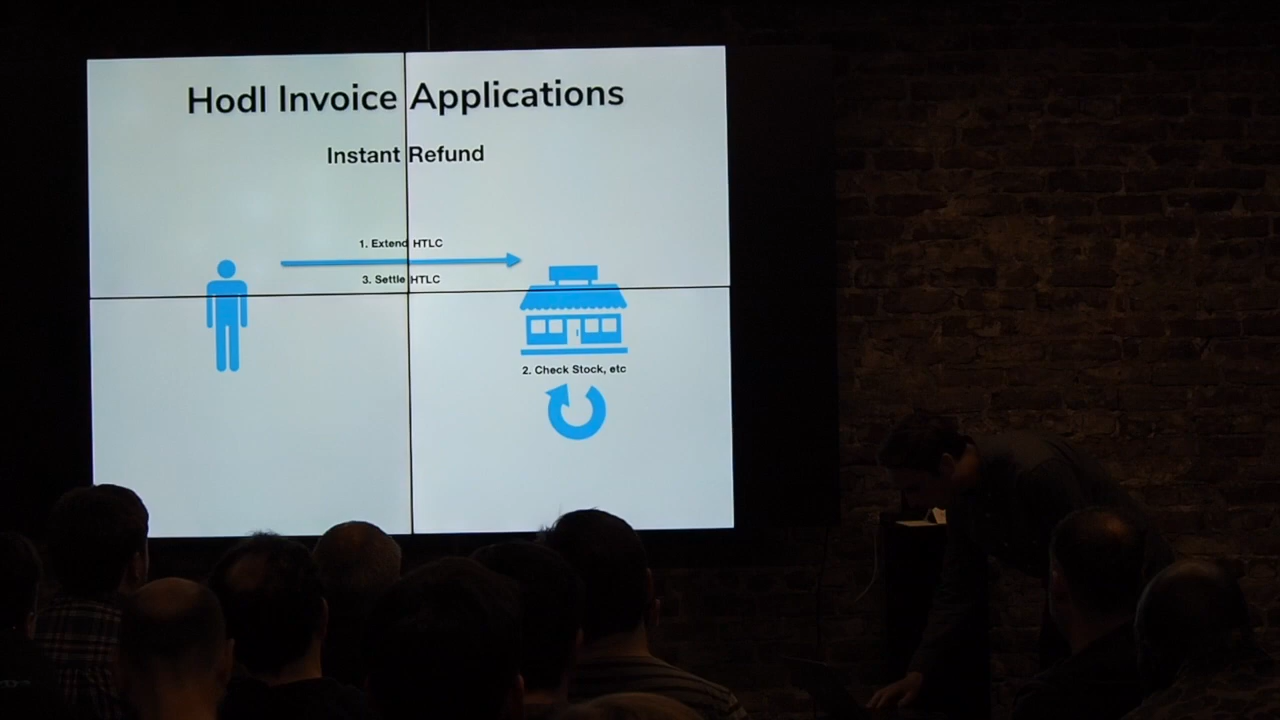 Hodl Invoice Applications
Instant Refund
1. Extend HTLC
3. Settle HTLC
2. Check Stock, etc